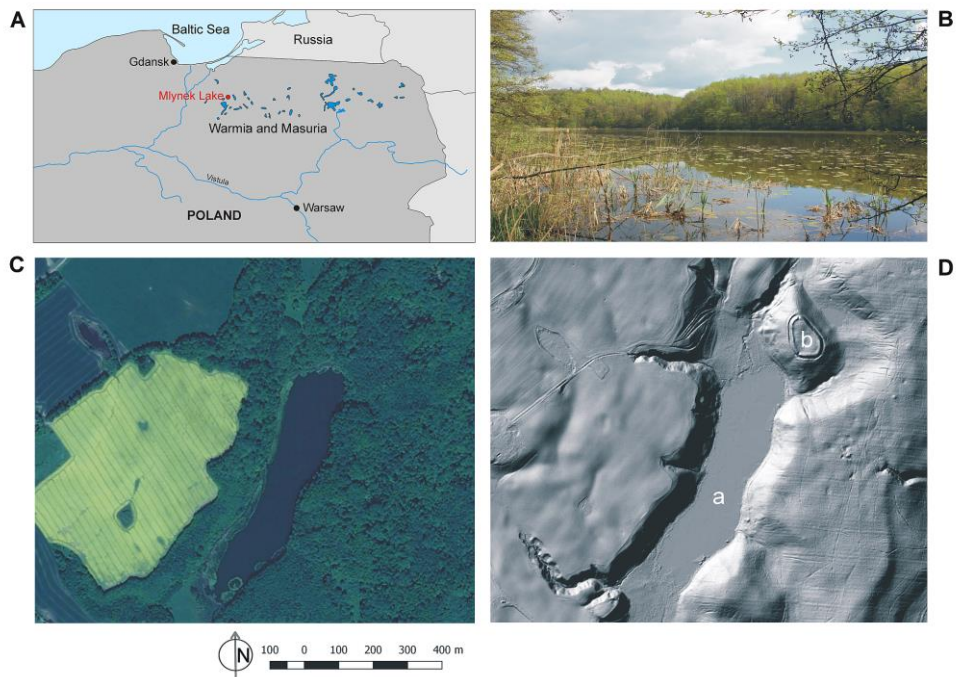 A
Baltic Sea
Russia
Gdansk
Mlynek Lake
Warmia and Masuria
Vistula
POLAND
Warsaw
B
C
D
b
a
N
100 0 100 200 300 400 m